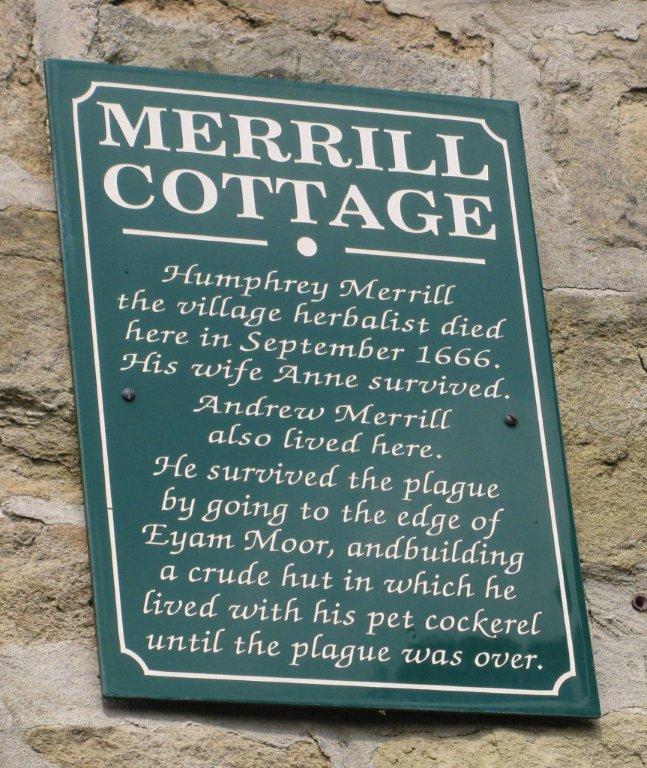 MERRILL
COTTAGE
Humphrey Merrill
the village herbalist died
here in September 1666.
His wife Anne survived.
Andrew Merrill
also lived here.
He survived the plague
by going to the edge of
Eyam Moor, andbuilding
a crude hut in which he
lived with his pet cockerel
until the plague was over.